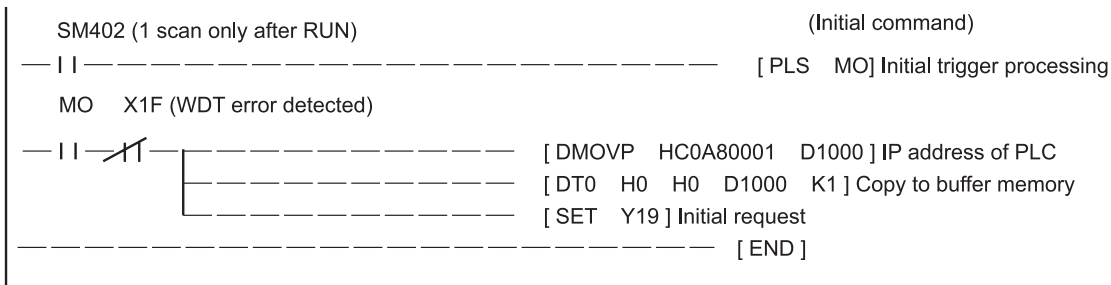 SM402 (1 scan only after RUN) (Initial command)
[ PLS MO] Initial trigger processing
MO X1F (WDT error detected)
[ DMOVP HC0A80001 D1000 ] IP address of PLC
[ DT0 H0 H0 D1000 K1 ] Copy to buffer memory
[ SET Y19 ] Initial request
[ END ]